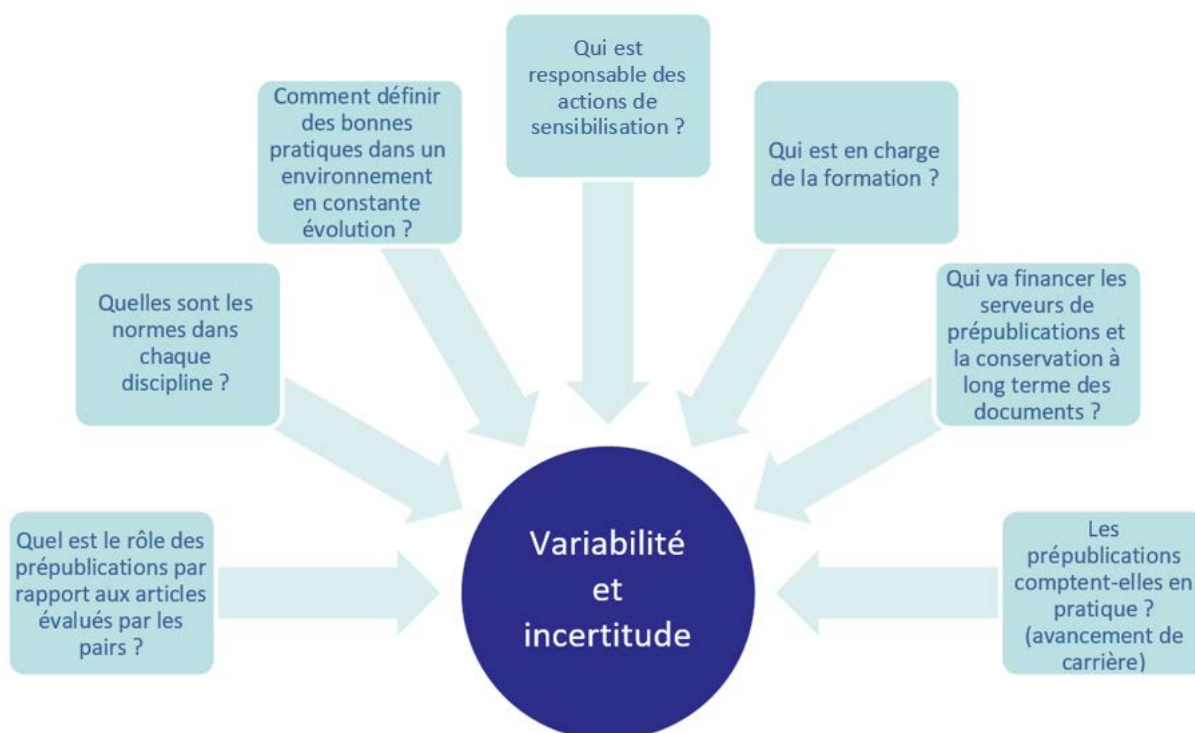 Qui est
responsable des
actions de
sensibilisation ?
Comment définir
des bonnes
pratiques dans un
environnement
en constante
évolution ?
Qui est en charge
de la formation ?
Quelles sont les
normes dans
chaque
discipline ?
Qui va financer les
serveurs de
prépublications et
la conservation à
long terme des
documents ?
Quel est le rôle des
prépublications par
rapport aux articles
évalués par les
pairs ?
Variabilité
et
incertitude
Les
prépublications
comptent-elles en
pratique ?
(avancement de
carrière)